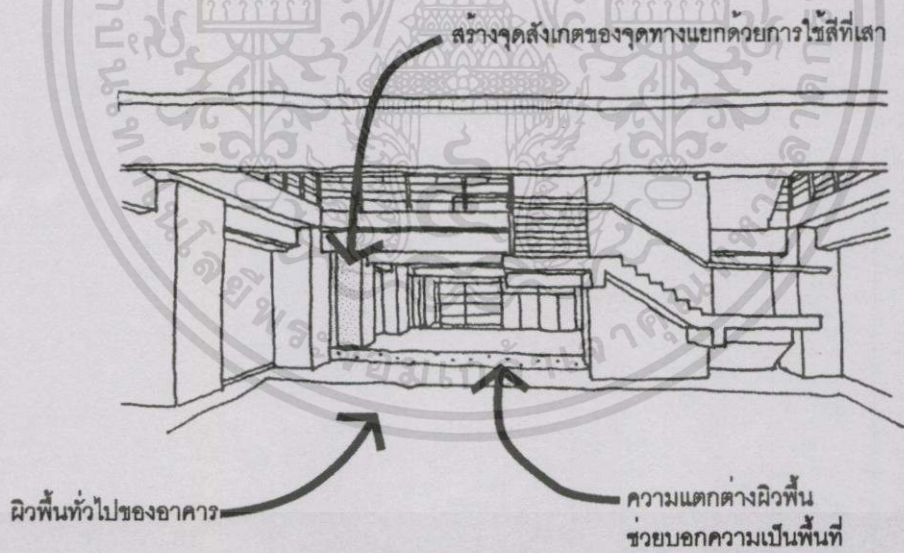 สร้างจุดสังเกตของจุดทางแยกด้วยการใช้สีที่เสา
ผิวพื้นทั่วไปของอาคาร
ความแตกต่างผิวพื้น
ช่วยบอกความเป็นพื้นที่